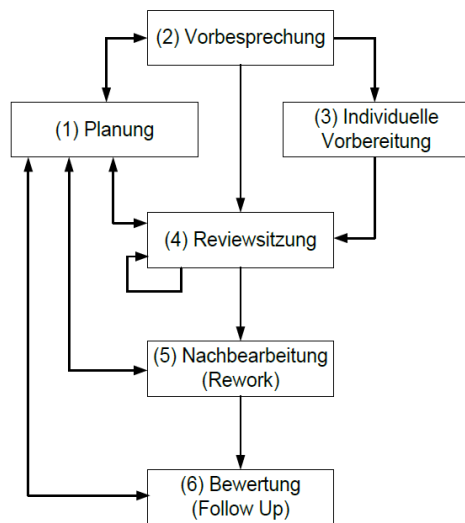 (2) Vorbesprechung
(1) Planung
(3) Individuelle
Vorbereitung
(4) Reviewsitzung
(5) Nachbearbeitung
(Rework)
(6) Bewertung
(Follow Up)